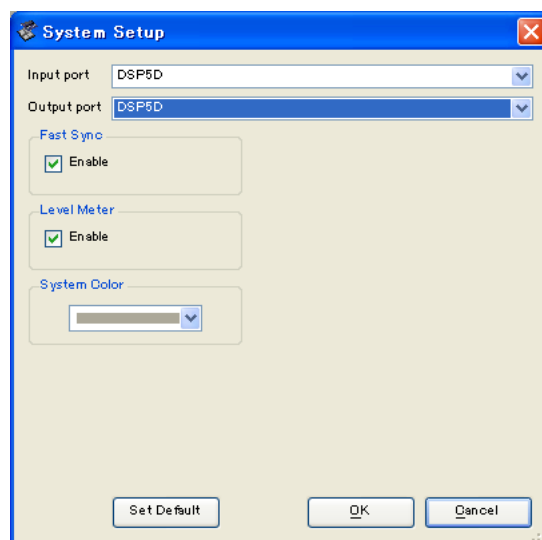 System Setup
Input port DSP5D
Output port DSP5D
Fast Sync
Enable
Level Meter
Enable
System Color
Set Default OK Cancel